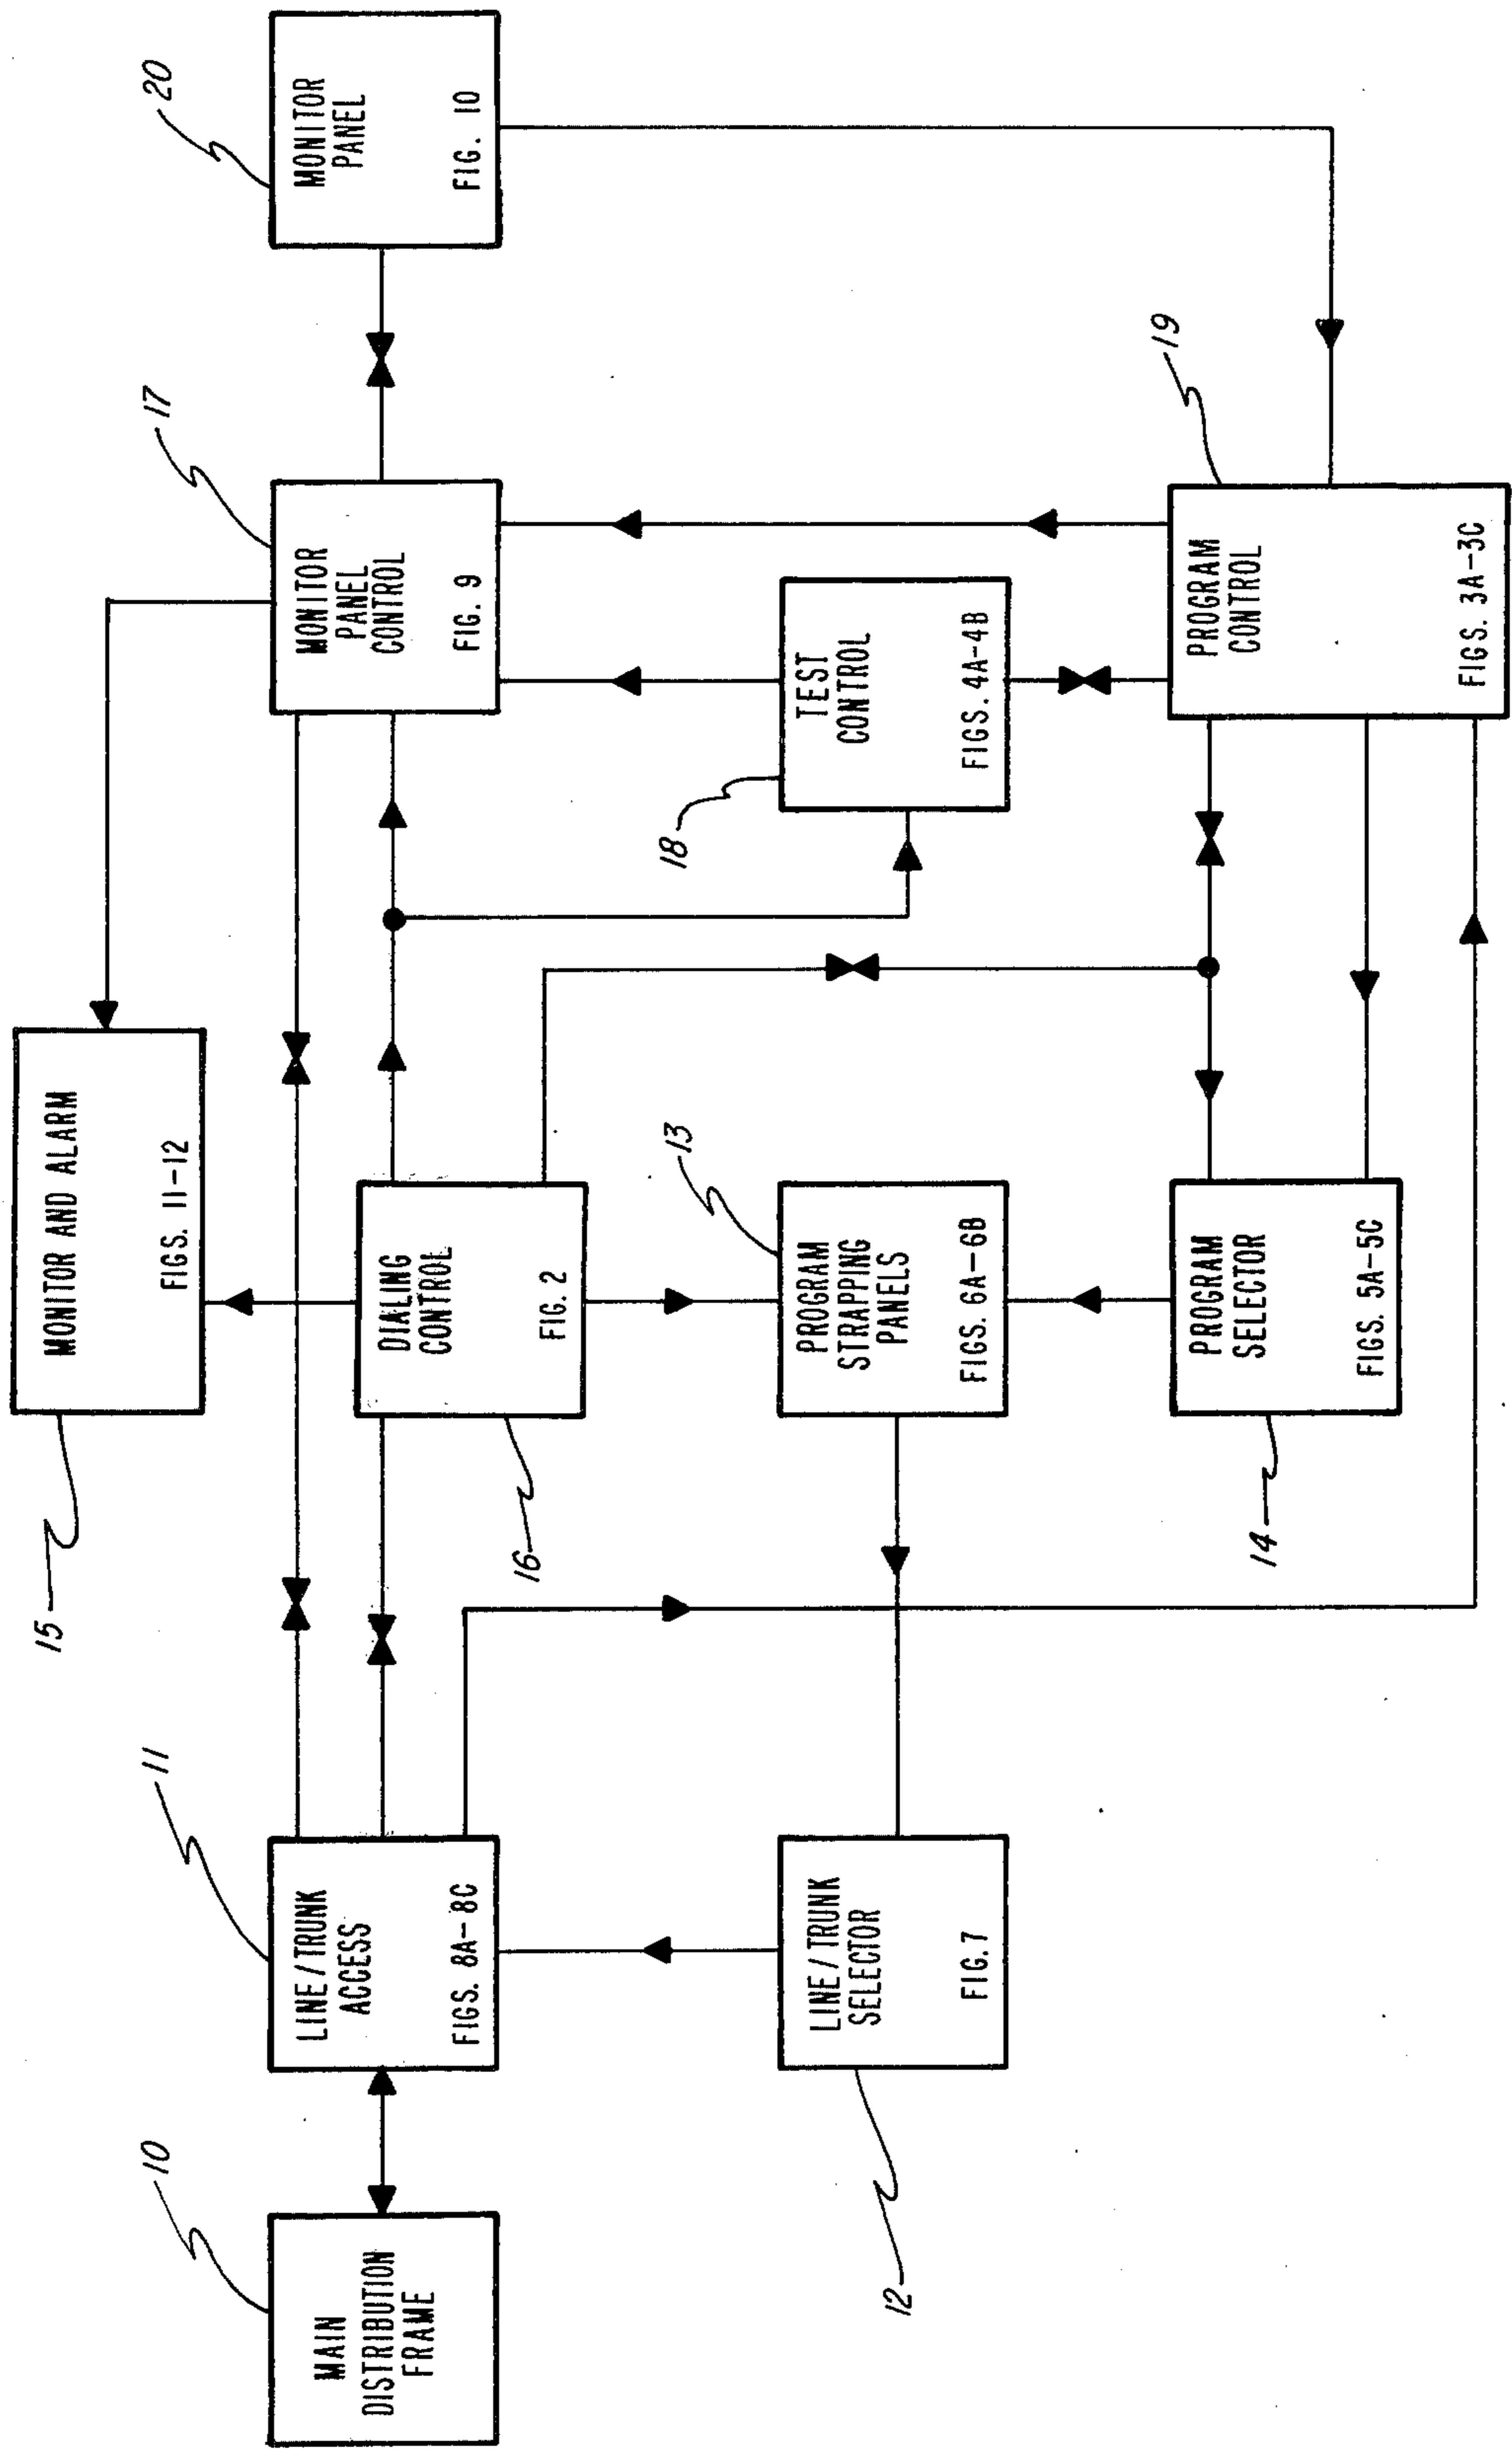 15
MONITOR AND ALARM
FIGS. 11-12
10
MAIN
DISTRIBUTION
FRAME
11
LINE/TRUNK
ACCESS
FIGS. 8A-8C
16
DIALING
CONTROL
FIG. 2
17
MONITOR
PANEL
CONTROL
FIG. 9
20
MONITOR
PANEL
FIG. 10
12
LINE/TRUNK
SELECTOR
FIG.7
13
PROGRAM
STRAPPING
PANELS
FIGS. 6A-6B
18
TEST
CONTROL
FIGS. 4A-4B
14
PROGRAM
SELECTOR
FIGS. 5A-5C
19
PROGRAM
CONTROL
FIGS. 3A-3C